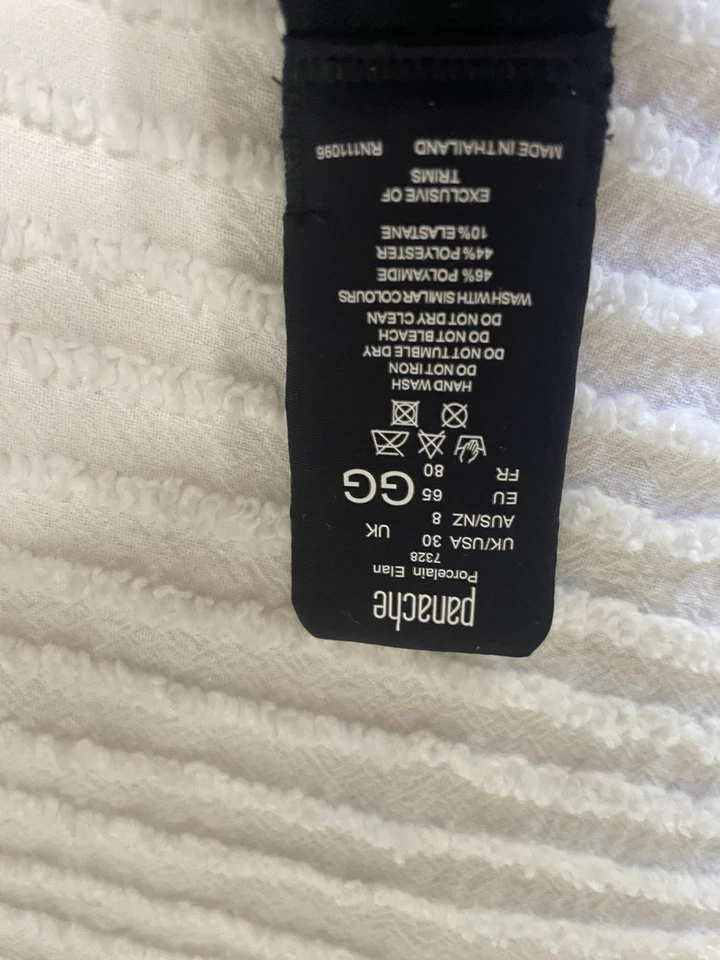 panache
Porcelain Elan
7328
UK/USA 30 UK
AUS/NZ 8
EU 65 GG
FR 80
HAND WASH
DO NOT IRON
DO NOT TUMBLE DRY
DO NOT BLEACH
DO NOT DRY CLEAN
WASH WITH SIMILAR COLOURS
46% POLYAMIDE
44% POLYESTER
10% ELASTANE
EXCLUSIVE OF
TRIMS
MADE IN THAILAND RN111096